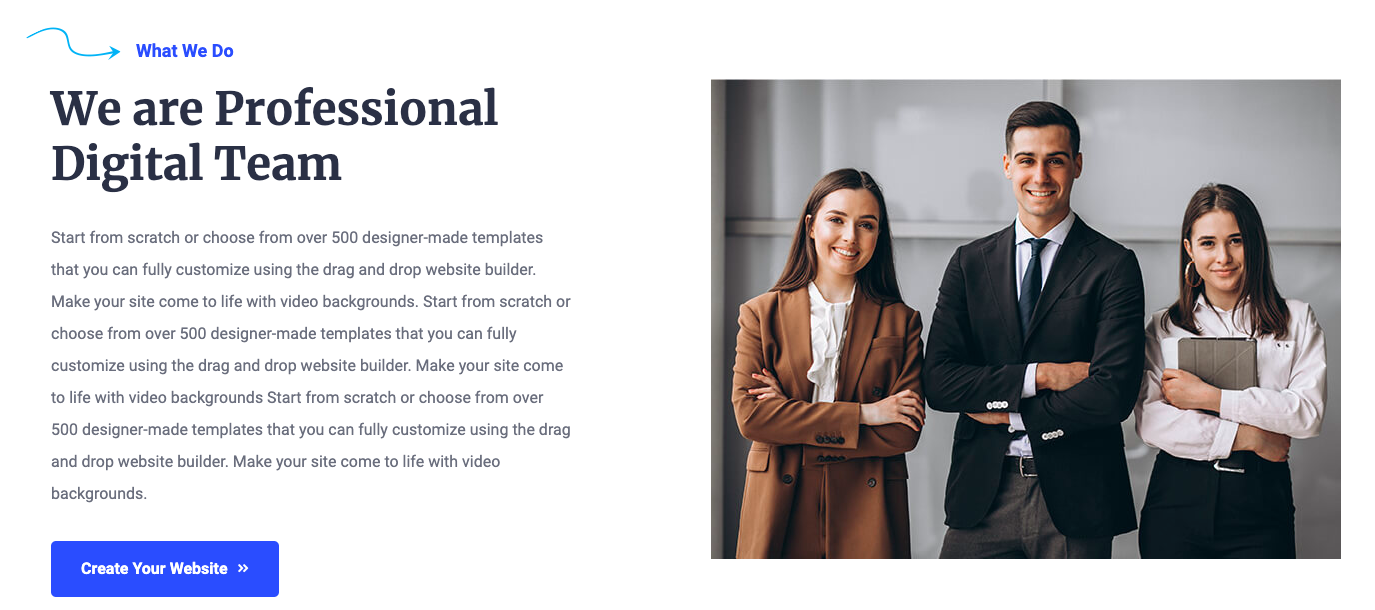 What We Do
We are Professional
Digital Team
Start from scratch or choose from over 500 designer-made templates
that you can fully customize using the drag and drop website builder.
Make your site come to life with video backgrounds. Start from scratch or
choose from over 500 designer-made templates that you can fully
customize using the drag and drop website builder. Make your site come
to life with video backgrounds Start from scratch or choose from over
500 designer-made templates that you can fully customize using the drag
and drop website builder. Make your site come to life with video
backgrounds.
Create Your Website »